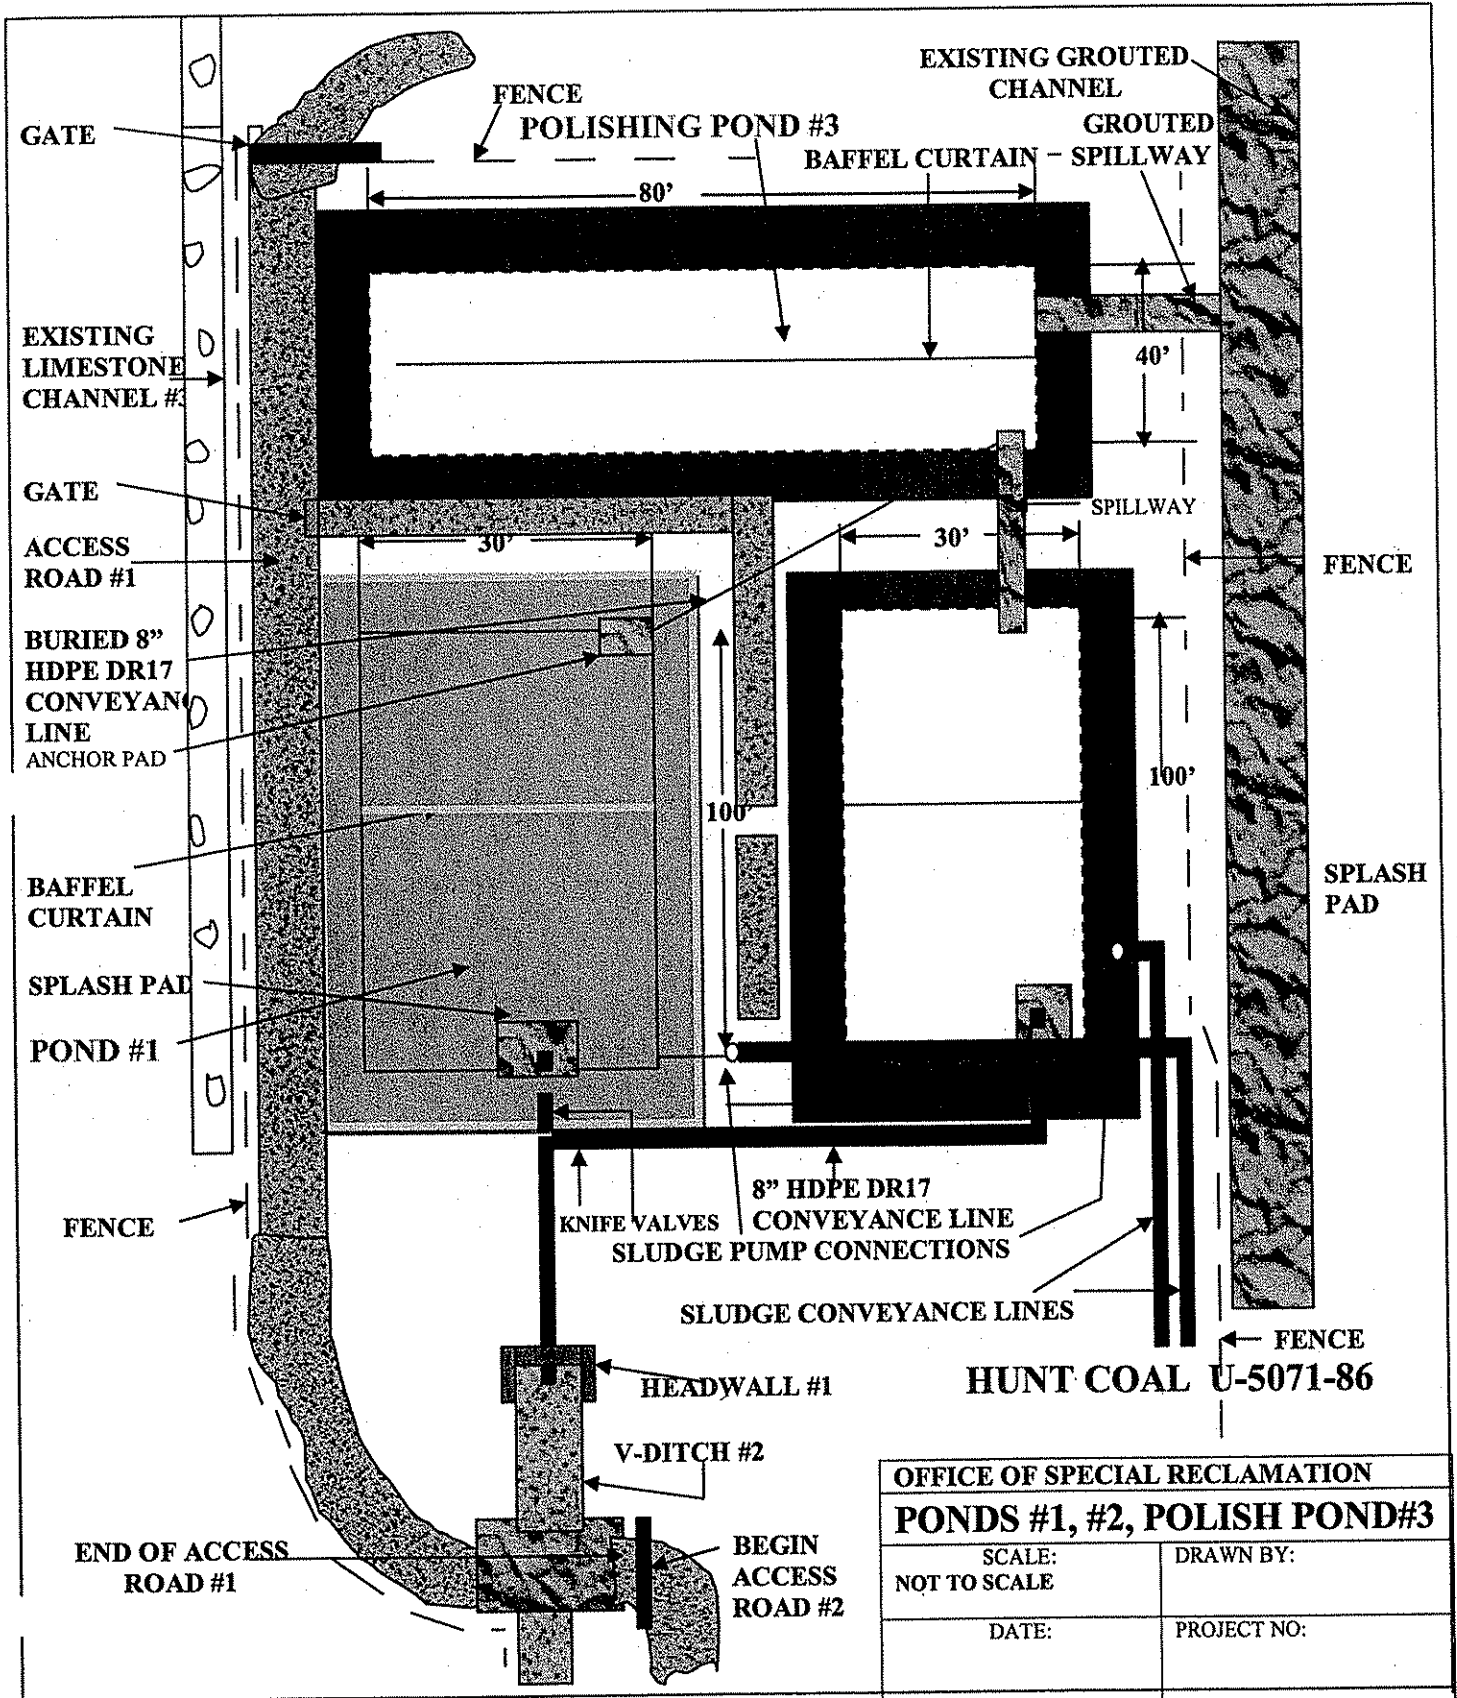 EXISTING GROUTED
CHANNEL
FENCE
POLISHING POND #3
GROUTED
SPILLWAY
GATE
BAFFEL CURTAIN
80’
EXISTING
LIMESTONE
CHANNEL #3
40’
GATE
SPILLWAY
30’
30’
ACCESS
ROAD #1
FENCE
BURIED 8”
HDPE DR17
CONVEYANC
LINE
ANCHOR PAD
100’
100’
BAFFEL
CURTAIN
SPLASH
PAD
SPLASH PAD
POND #1
8” HDPE DR17
CONVEYANCE LINE
KNIFE VALVES
FENCE
SLUDGE PUMP CONNECTIONS
SLUDGE CONVEYANCE LINES
FENCE
HUNT COAL U-5071-86
HEADWALL #1
V-DITCH #2
END OF ACCESS
ROAD #1
BEGIN
ACCESS
ROAD #2
OFFICE OF SPECIAL RECLAMATION
PONDS #1, #2, POLISH POND#3
SCALE:
NOT TO SCALE
DRAWN BY:
DATE:
PROJECT NO: